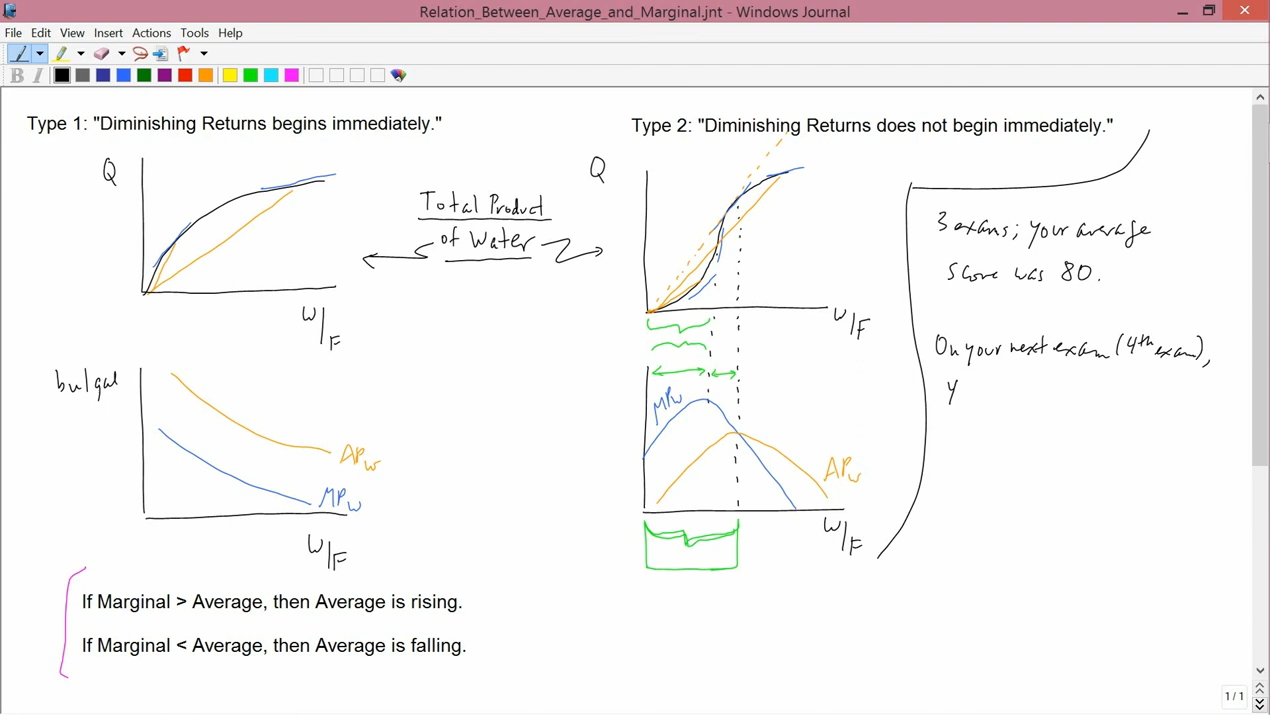 Relation_Between_Average_and_Marginal.jnt - Windows Journal
File Edit View Insert Actions Tools Help
B I
Type 1: "Diminishing Returns begins immediately."
Type 2: "Diminishing Returns does not begin immediately."
Q
Q
Total Product
of Water
W/F
W/F
3 exams; your average
score was 80.
On your next exam (4th exam),
y
bu/gal
APw
MPw
W/F
MPw
APw
W/F
If Marginal > Average, then Average is rising.
If Marginal < Average, then Average is falling.
1 / 1